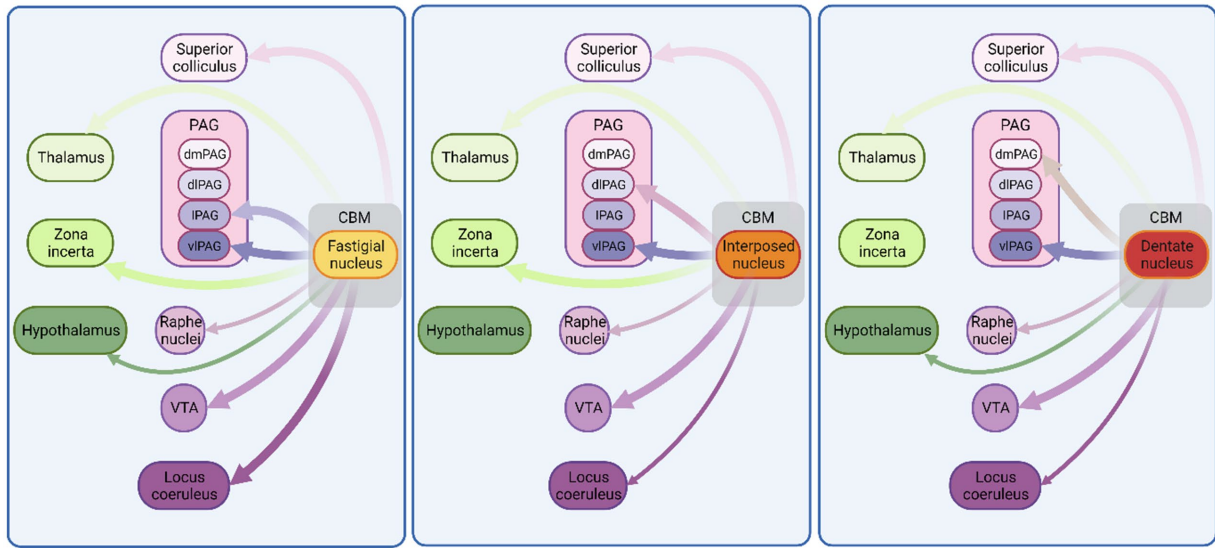 Superior
colliculus
PAG
Thalamus
dmPAG
dlPAG
lPAG
CBM
Zona
incerta
vlPAG
Fastigial
nucleus
Hypothalamus
Raphe
nuclei
VTA
Locus
coeruleus
Superior
colliculus
PAG
Thalamus
dmPAG
dlPAG
lPAG
CBM
Zona
incerta
vlPAG
Interposed
nucleus
Hypothalamus
Raphe
nuclei
VTA
Locus
coeruleus
Superior
colliculus
PAG
Thalamus
dmPAG
dlPAG
lPAG
CBM
Zona
incerta
vlPAG
Dentate
nucleus
Hypothalamus
Raphe
nuclei
VTA
Locus
coeruleus